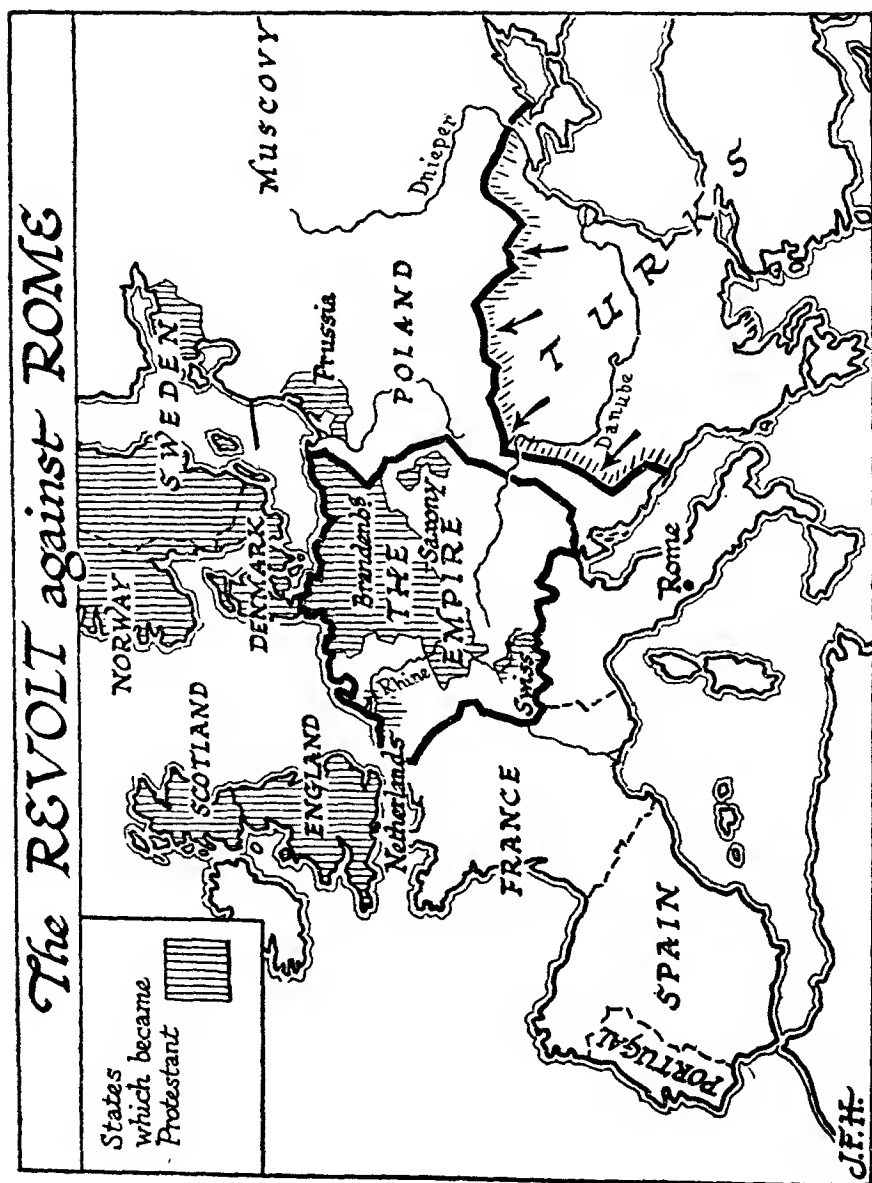 The REVOLT against ROME
States
which became
Protestant
NORWAY
SWEDEN
SCOTLAND
DENMARK
ENGLAND
Prussia
MUSCOVY
Netherlands
Rhine
Brandenbg
THE
EMPIRE
Saxony
POLAND
Dnieper
FRANCE
Swiss
TURKS
Danube
PORTUGAL
SPAIN
Rome
J.F.H.